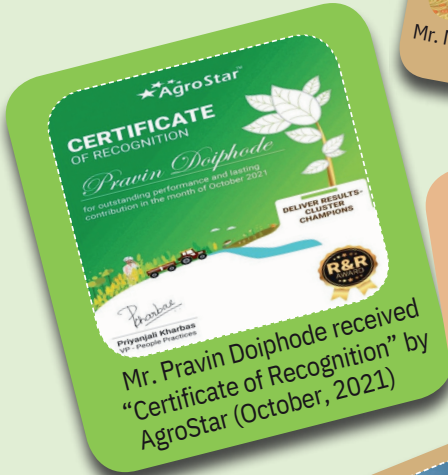 AgroStar™
CERTIFICATE
OF RECOGNITION
Pravin Doiphode
for outstanding performance and lasting
contribution in the month of October 2021
DELIVER RESULTS-
CLUSTER
CHAMPIONS
R&R
AWARD
Pkharbas
Priyanjali Kharbas
VP - People Practices
Mr. Pravin Doiphode received
"Certificate of Recognition" by
AgroStar (October, 2021)
Mr.